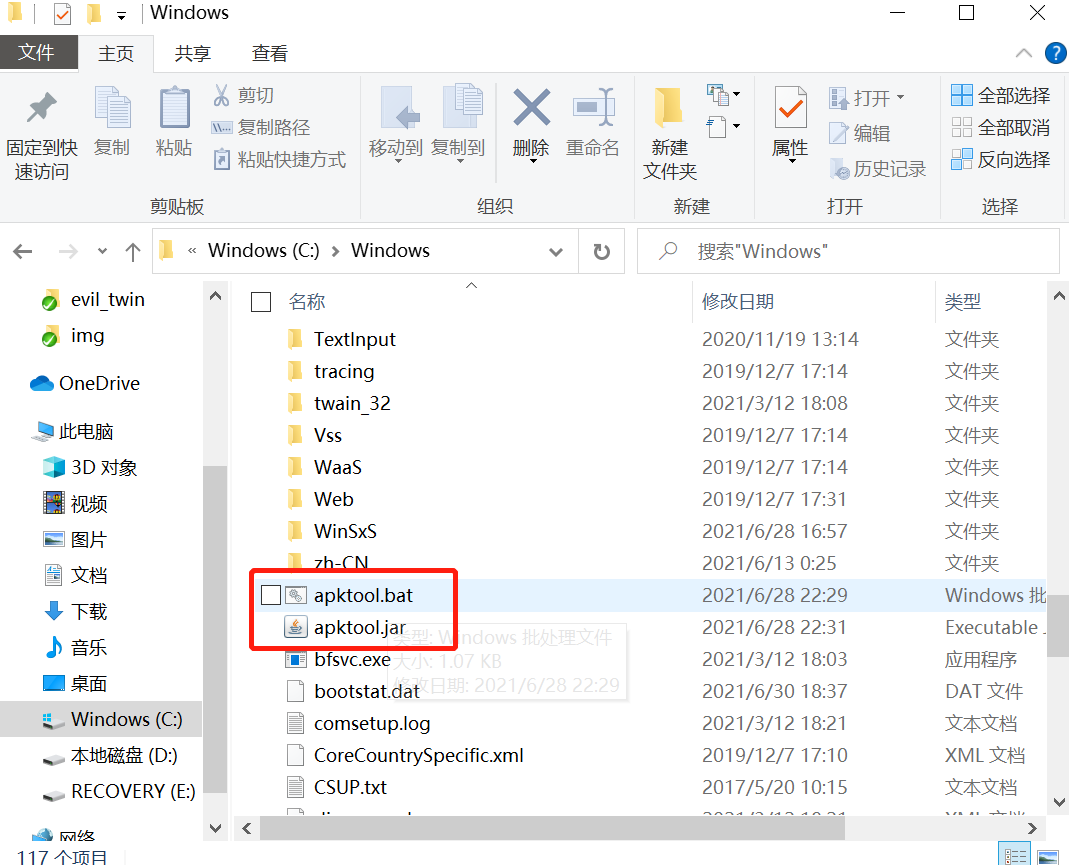 Windows
文件 主页 共享 查看
固定到快速访问
复制
粘贴
剪切
复制路径
粘贴快捷方式
移动到 复制到
删除 重命名
新建文件夹
属性
打开
编辑
历史记录
全部选择
全部取消
反向选择
剪贴板 组织 新建 打开 选择
« Windows (C:) › Windows
搜索"Windows"
evil_twin
img
OneDrive
此电脑
3D 对象
视频
图片
文档
下载
音乐
桌面
Windows (C:)
本地磁盘 (D:)
RECOVERY (E:)
网络
名称 修改日期 类型
TextInput 2020/11/19 13:14 文件夹
tracing 2019/12/7 17:14 文件夹
twain_32 2021/3/12 18:08 文件夹
Vss 2019/12/7 17:14 文件夹
WaaS 2019/12/7 17:14 文件夹
Web 2019/12/7 17:31 文件夹
WinSxS 2021/6/28 16:57 文件夹
zh-CN 2021/6/13 0:25 文件夹
apktool.bat 2021/6/28 22:29 Windows 批
apktool.jar 2021/6/28 22:31 Executable
类型: Windows 批处理文件
大小: 1.07 KB
修改日期: 2021/6/28 22:29
bfsvc.exe 2021/3/12 18:03 应用程序
bootstat.dat 2021/6/30 18:37 DAT 文件
comsetup.log 2021/3/12 18:21 文本文档
CoreCountrySpecific.xml 2019/12/7 17:10 XML 文档
CSUP.txt 2017/5/20 10:15 文本文档
117 个项目